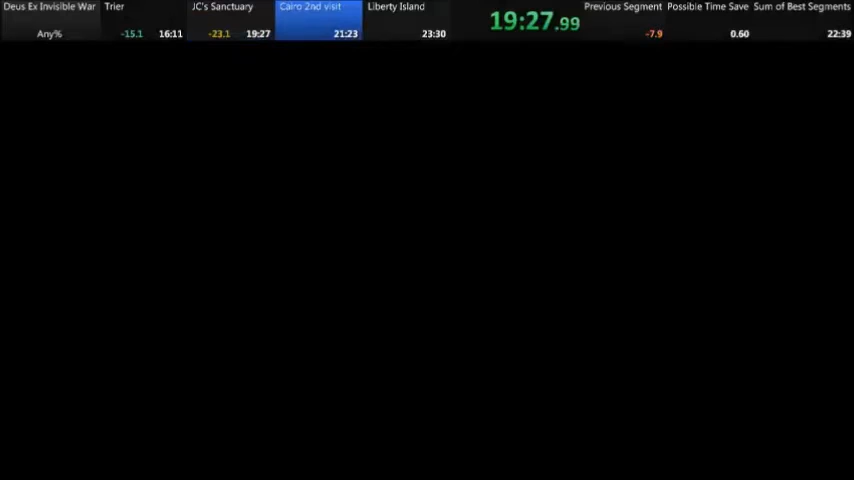 Deus Ex Invisible War
Any%
Trier
-15.1 16:11
JC's Sanctuary
-23.1 19:27
Cairo 2nd visit
21:23
Liberty Island
23:30
19:27.99
Previous Segment
-7.9
Possible Time Save
0.60
Sum of Best Segments
22:39